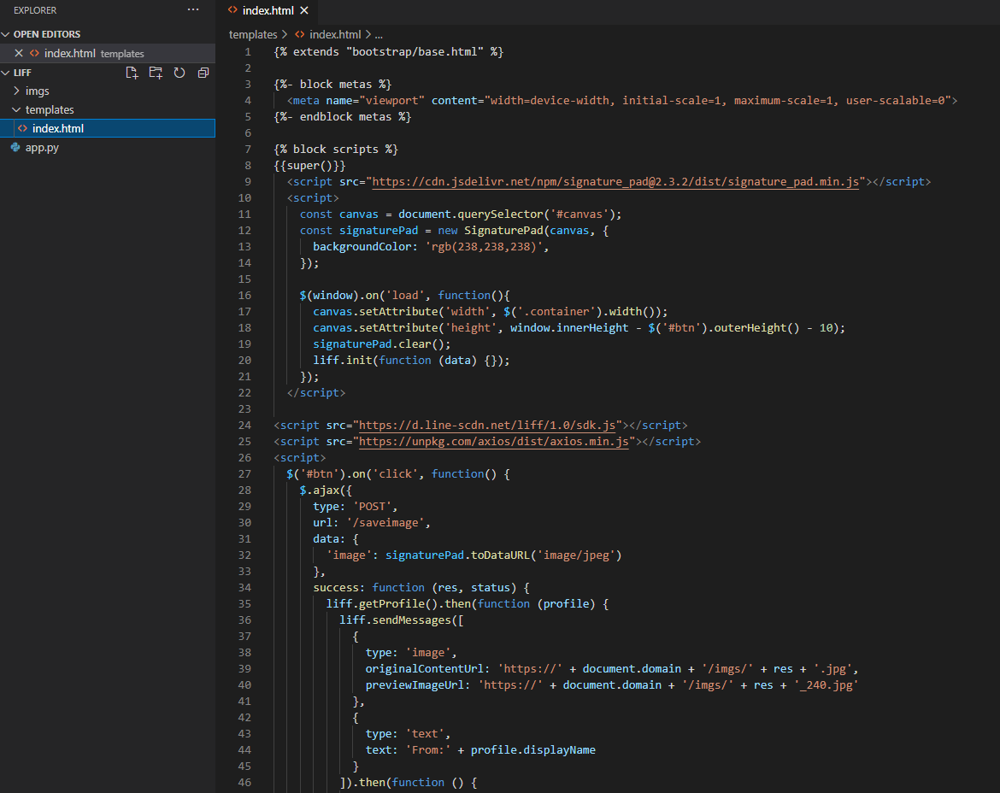 EXPLORER
OPEN EDITORS
index.html templates
LIFF
imgs
templates
index.html
app.py
index.html
templates > index.html > ...
1 {% extends "bootstrap/base.html" %}
2
3 {%- block metas %}
4 <meta name="viewport" content="width=device-width, initial-scale=1, maximum-scale=1, user-scalable=0">
5 {%- endblock metas %}
6
7 {% block scripts %}
8 {{super()}}
9 <script src="https://cdn.jsdelivr.net/npm/signature_pad@2.3.2/dist/signature_pad.min.js"></script>
10 <script>
11 const canvas = document.querySelector('#canvas');
12 const signaturePad = new SignaturePad(canvas, {
13 backgroundColor: 'rgb(238,238,238)',
14 });
15
16 $(window).on('load', function(){
17 canvas.setAttribute('width', $('.container').width());
18 canvas.setAttribute('height', window.innerHeight - $('#btn').outerHeight() - 10);
19 signaturePad.clear();
20 liff.init(function (data) {});
21 });
22 </script>
23
24 <script src="https://d.line-scdn.net/liff/1.0/sdk.js"></script>
25 <script src="https://unpkg.com/axios/dist/axios.min.js"></script>
26 <script>
27 $('#btn').on('click', function() {
28 $.ajax({
29 type: 'POST',
30 url: '/saveimage',
31 data: {
32 'image': signaturePad.toDataURL('image/jpeg')
33 },
34 success: function (res, status) {
35 liff.getProfile().then(function (profile) {
36 liff.sendMessages([
37 {
38 type: 'image',
39 originalContentUrl: 'https://' + document.domain + '/imgs/' + res + '.jpg',
40 previewImageUrl: 'https://' + document.domain + '/imgs/' + res + '_240.jpg'
41 },
42 {
43 type: 'text',
44 text: 'From:' + profile.displayName
45 }
46 ]).then(function () {